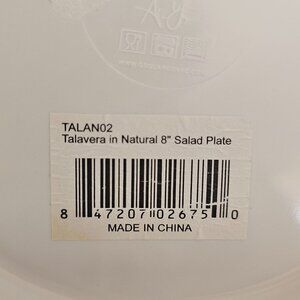 TALAN02
Talavera in Natural 8" Salad Plate
8 47207 02675 0
MADE IN CHINA